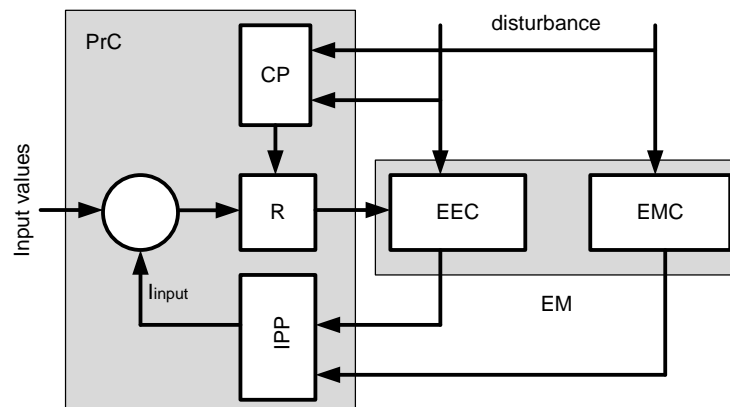 PrC
disturbance
CP
Input values
R
EEC
EMC
Iinput
IPP
EM